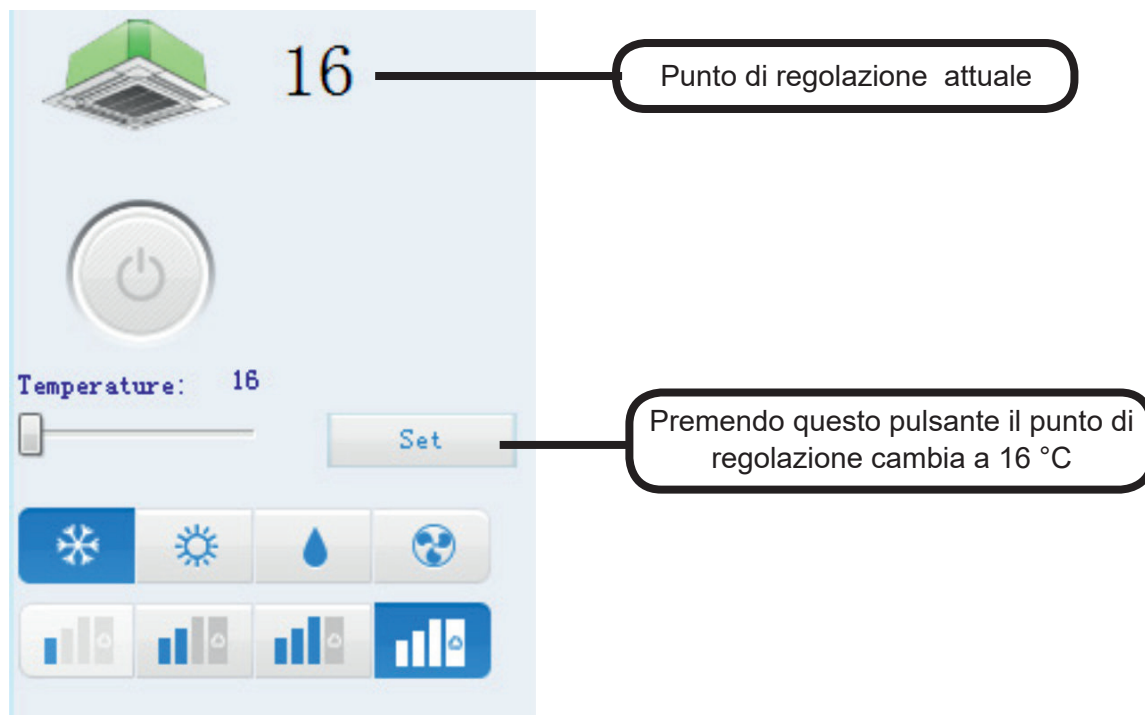 16
Punto di regolazione attuale
Temperature: 16
Set
Premendo questo pulsante il punto di
regolazione cambia a 16 °C